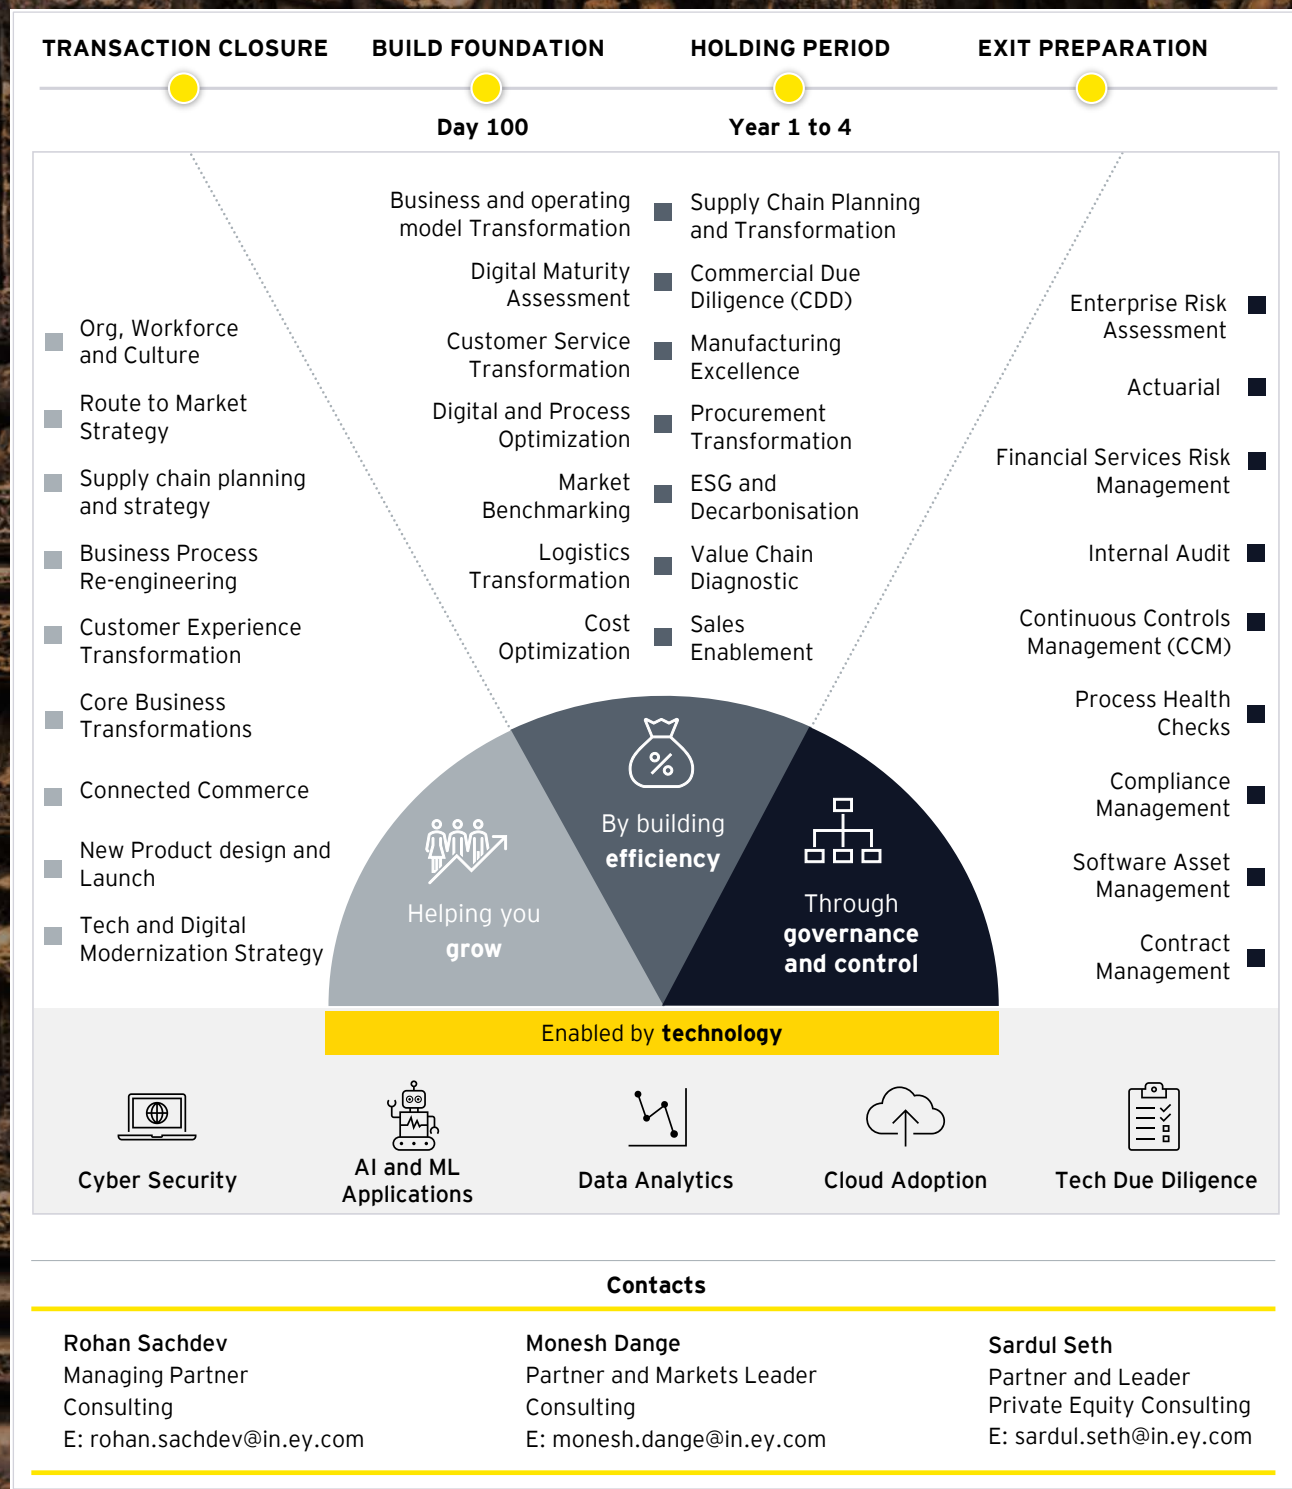 TRANSACTION CLOSURE
BUILD FOUNDATION
HOLDING PERIOD
EXIT PREPARATION
Day 100
Year 1 to 4
Org, Workforce
and Culture
Route to Market
Strategy
Supply chain planning
and strategy
Business Process
Re-engineering
Customer Experience
Transformation
Core Business
Transformations
Connected Commerce
New Product design and
Launch
Tech and Digital
Modernization Strategy
Business and operating
model Transformation
Digital Maturity
Assessment
Customer Service
Transformation
Digital and Process
Optimization
Market
Benchmarking
Logistics
Transformation
Cost
Optimization
Supply Chain Planning
and Transformation
Commercial Due
Diligence (CDD)
Manufacturing
Excellence
Procurement
Transformation
ESG and
Decarbonisation
Value Chain
Diagnostic
Sales
Enablement
Enterprise Risk
Assessment
Actuarial
Financial Services Risk
Management
Internal Audit
Continuous Controls
Management (CCM)
Process Health
Checks
Compliance
Management
Software Asset
Management
Contract
Management
Helping you
grow
%
By building
efficiency
Through
governance
and control
Enabled by technology
Cyber Security
AI and ML
Applications
Data Analytics
Cloud Adoption
Tech Due Diligence
Contacts
Rohan Sachdev
Managing Partner
Consulting
E: rohan.sachdev@in.ey.com
Monesh Dange
Partner and Markets Leader
Consulting
E: monesh.dange@in.ey.com
Sardul Seth
Partner and Leader
Private Equity Consulting
E: sardul.seth@in.ey.com